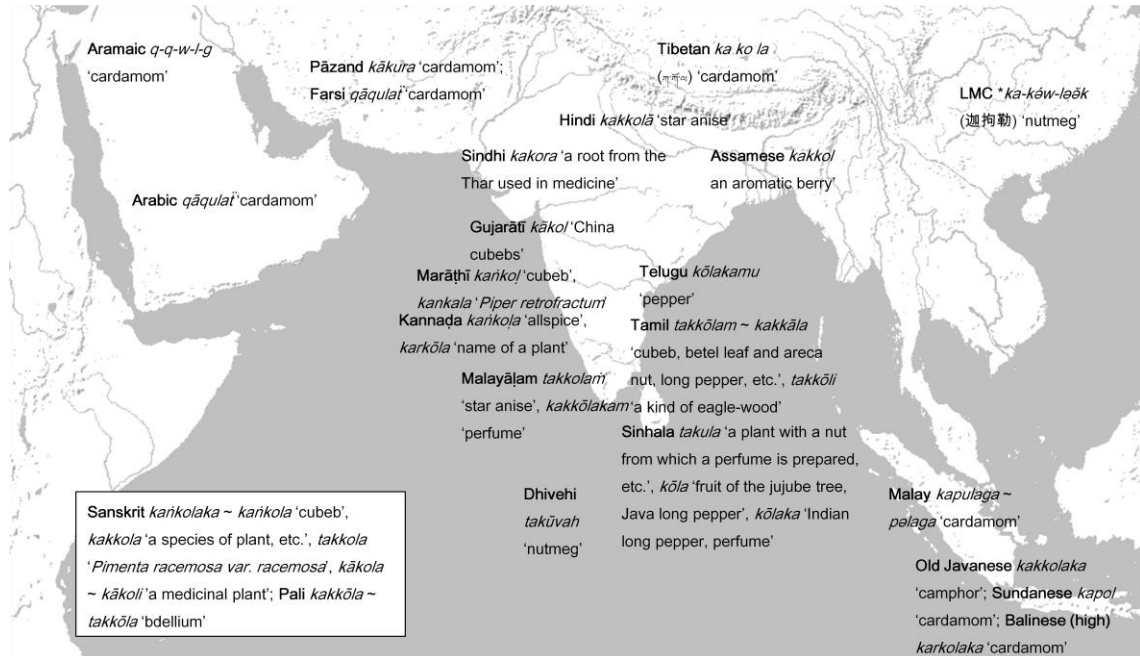 Aramaic q-q-w-l-g
‘cardamom’
Pāzand kākura ‘cardamom’;
Farsi qāqulaẗ ‘cardamom’
Tibetan ka ko la
(ཀ་ཀོ་ལ) ‘cardamom’
LMC *ka-kə́w-ləək
(迦拘勒) ‘nutmeg’
Hindi kakkolā ‘star anise’
Sindhi kakora ‘a root from the
Thar used in medicine’
Assamese kakkol
an aromatic berry’
Arabic qāqulaẗ ‘cardamom’
Gujarātī kākol ‘China
cubebs’
Marāṭhī kaṅkoḷ ‘cubeb’,
kankala ‘Piper retrofractum’
Kannaḍa kaṅkoḷa ‘allspice’,
karkōla ‘name of a plant’
Telugu kōlakamu
‘pepper’
Tamil takkōlam ~ kakkāla
‘cubeb, betel leaf and areca
nut, long pepper, etc.’, takkōli
‘a kind of eagle-wood’
Malayāḷam takkolaṁ
‘star anise’, kakkōlakam
‘perfume’
Sinhala takula ‘a plant with a nut
from which a perfume is prepared,
etc.’, kōla ‘fruit of the jujube tree,
Java long pepper’, kōlaka ‘Indian
long pepper, perfume’
Dhivehi
takūvah
‘nutmeg’
Malay kapulaga ~
pəlaga ‘cardamom’
Sanskrit kaṅkolaka ~ kaṅkola ‘cubeb’,
kakkola ‘a species of plant, etc.’, takkola
‘Pimenta racemosa var. racemosa’, kākola
~ kākoli ‘a medicinal plant’; Pali kakkōla ~
takkōla ‘bdellium’
Old Javanese kakkolaka
‘camphor’; Sundanese kapol
‘cardamom’; Balinese (high)
karkolaka ‘cardamom’